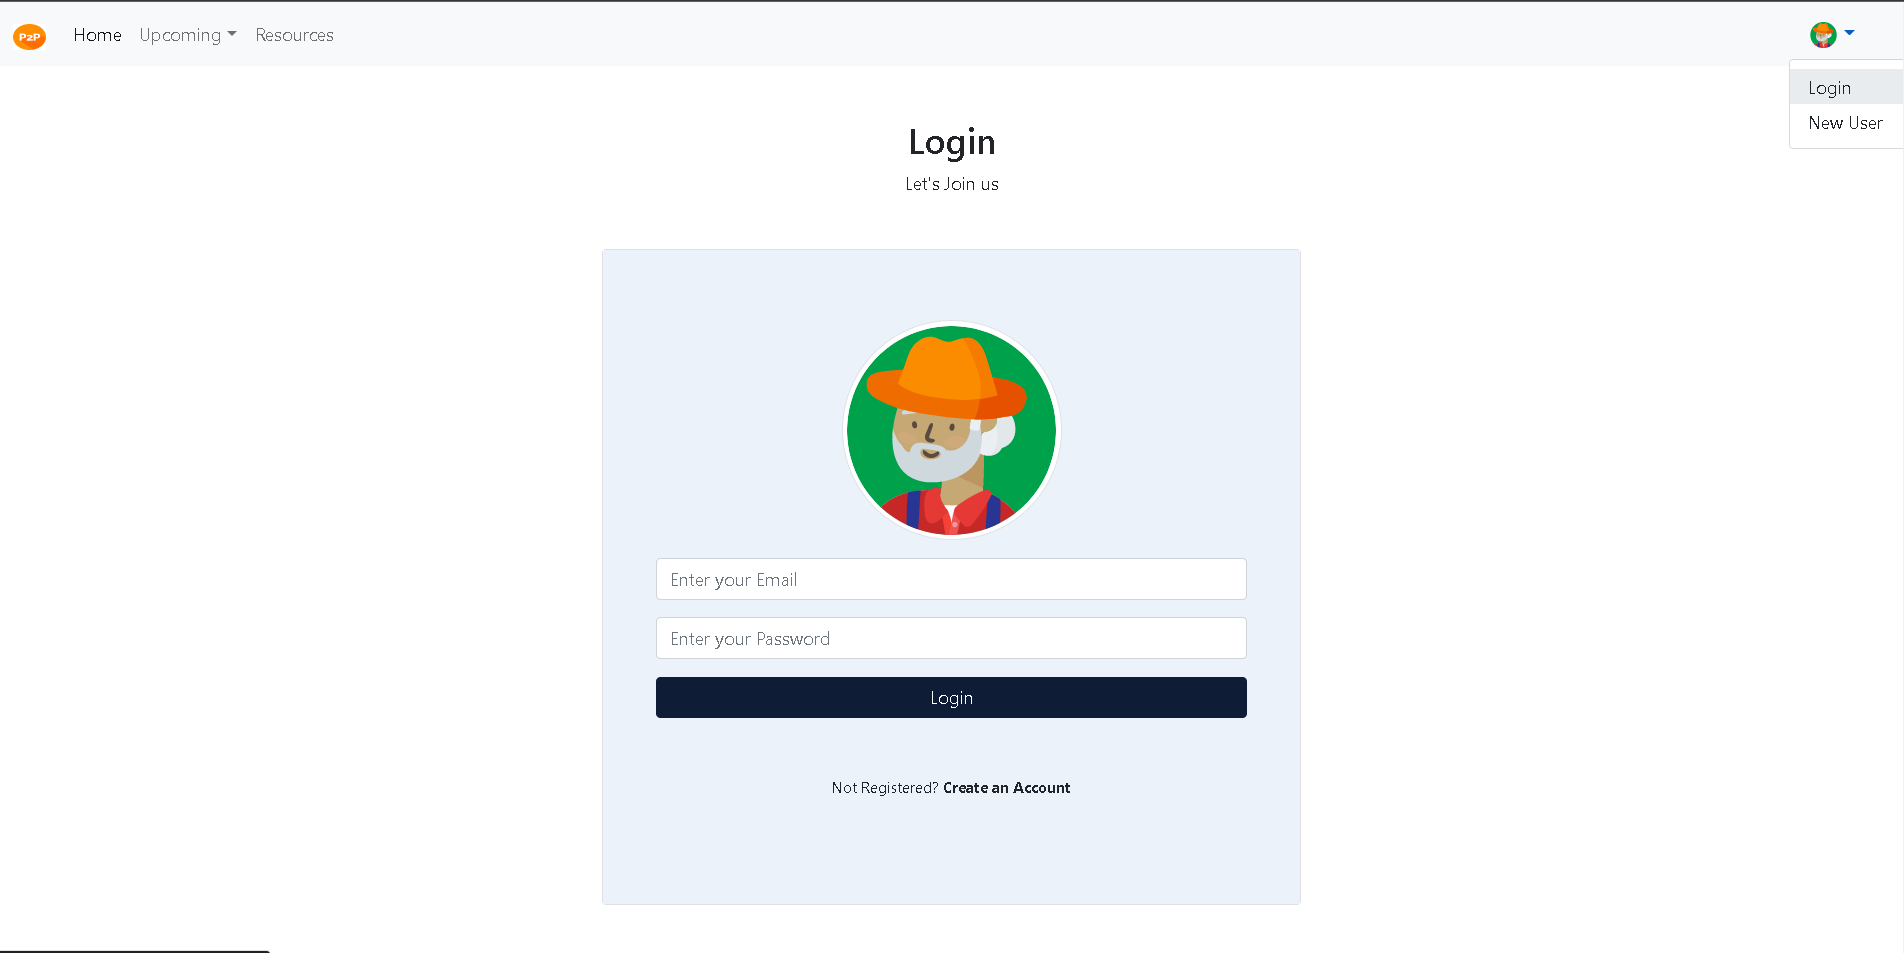 PzP Home Upcoming Resources
Login
New User
Login
Let's Join us
Enter your Email
Enter your Password
Login
Not Registered? Create an Account